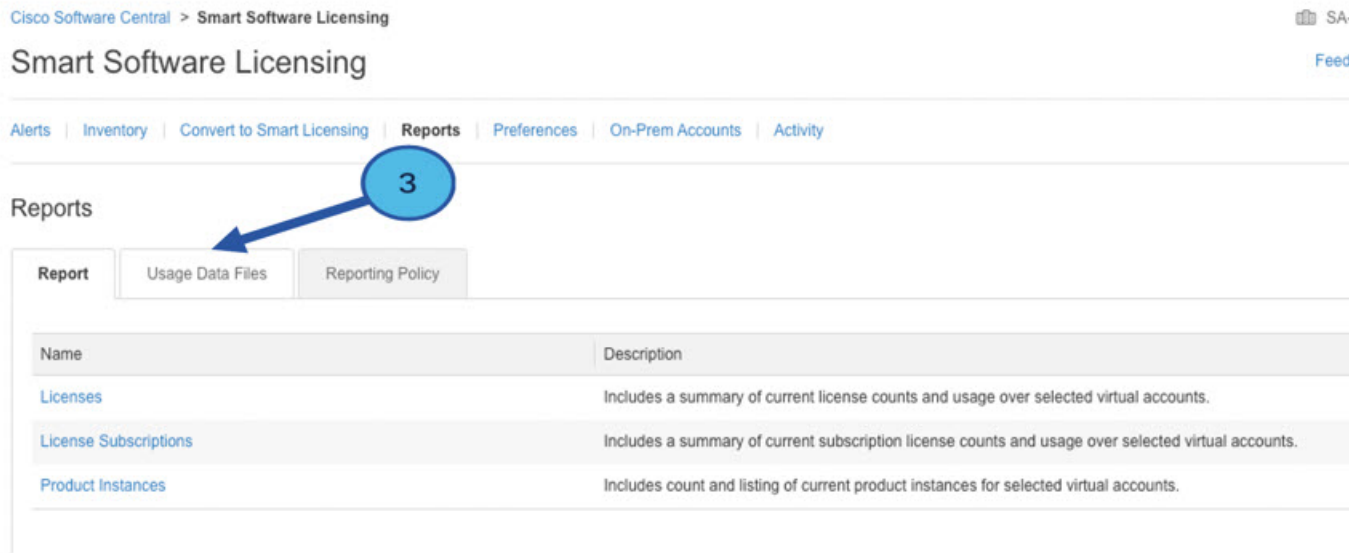 Cisco Software Central > Smart Software Licensing
SA-
Smart Software Licensing
Feed
Alerts | Inventory | Convert to Smart Licensing | Reports | Preferences | On-Prem Accounts | Activity
3
Reports
Report
Usage Data Files
Reporting Policy
Name
Description
Licenses
Includes a summary of current license counts and usage over selected virtual accounts.
License Subscriptions
Includes a summary of current subscription license counts and usage over selected virtual accounts.
Product Instances
Includes count and listing of current product instances for selected virtual accounts.